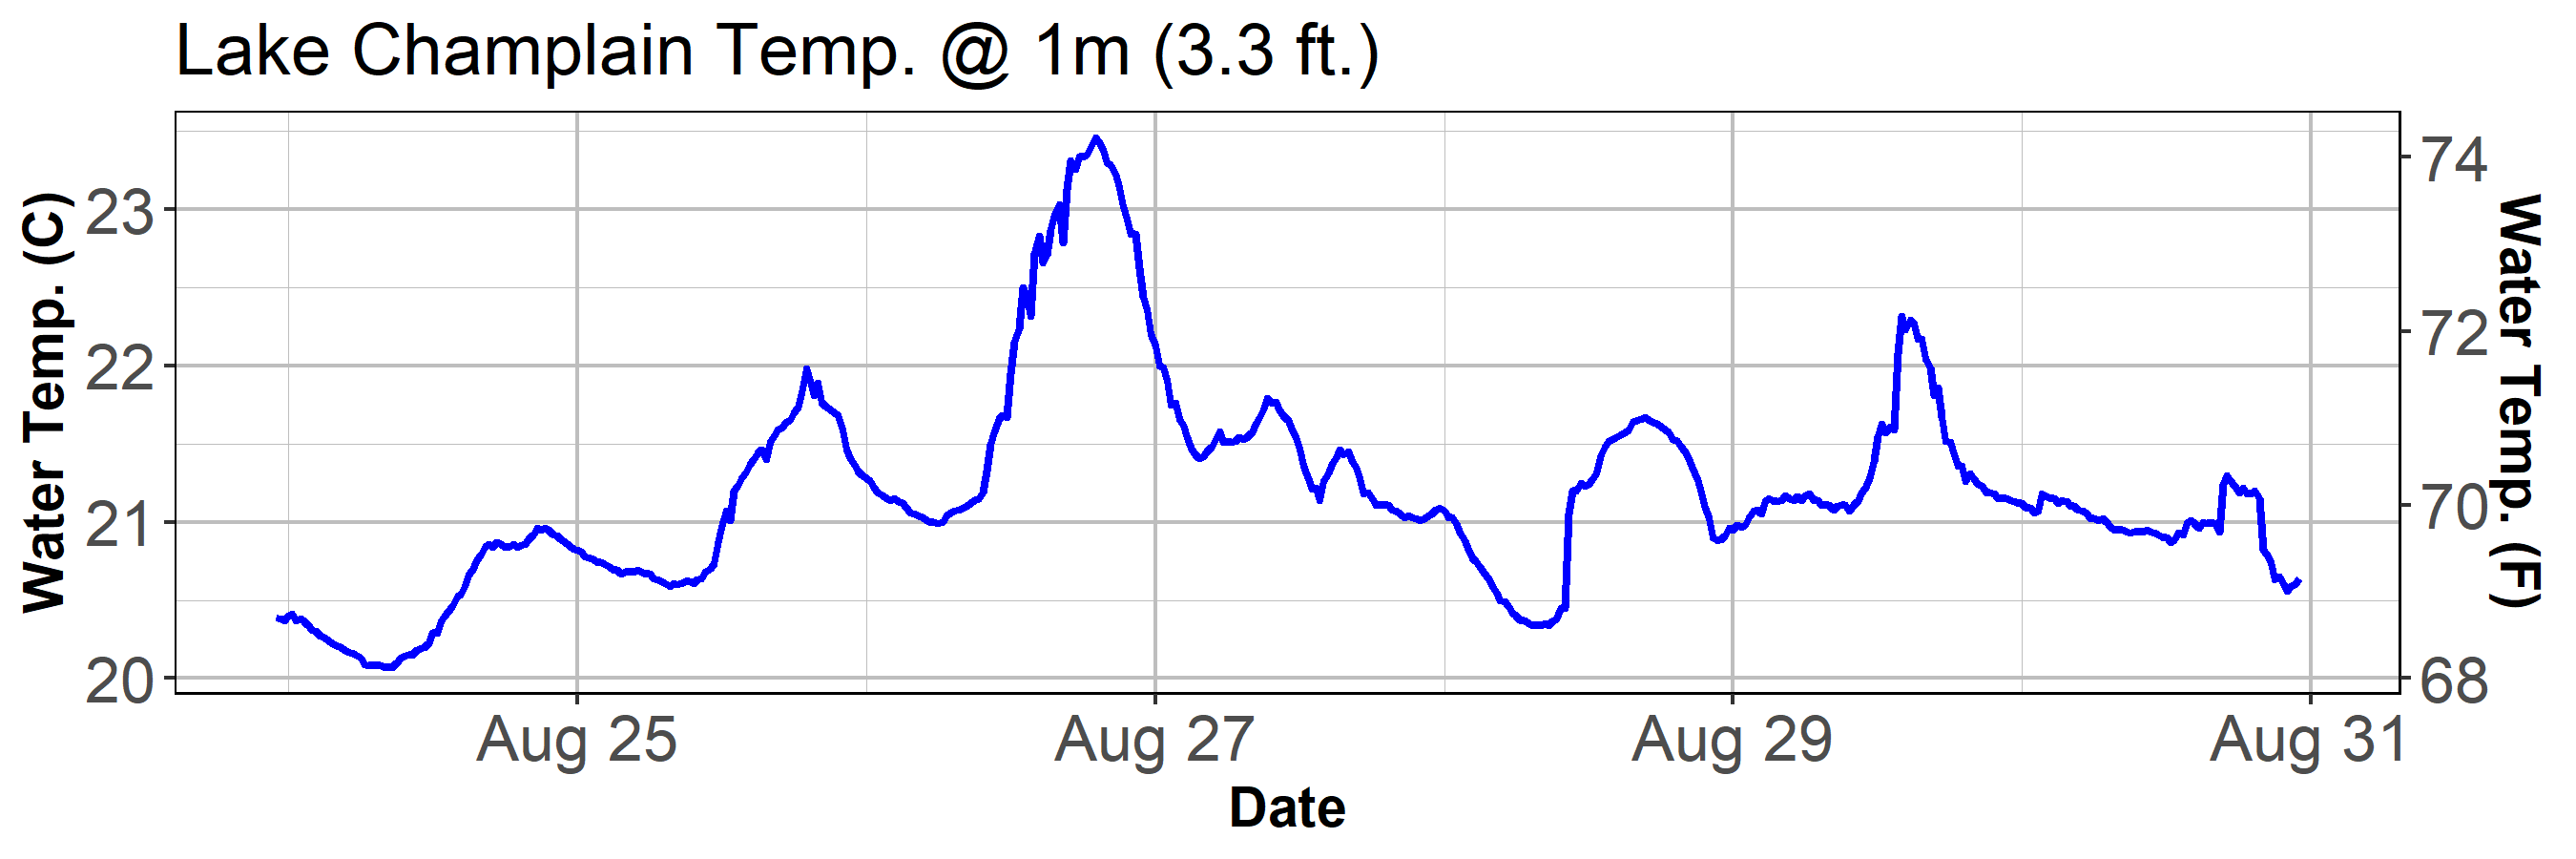 Lake Champlain Temp. @ 1m (3.3 ft.)
Water Temp. (C)
23
22
21
20
74
72
70
68
Water Temp. (F)
Aug 25 Aug 27 Aug 29 Aug 31
Date